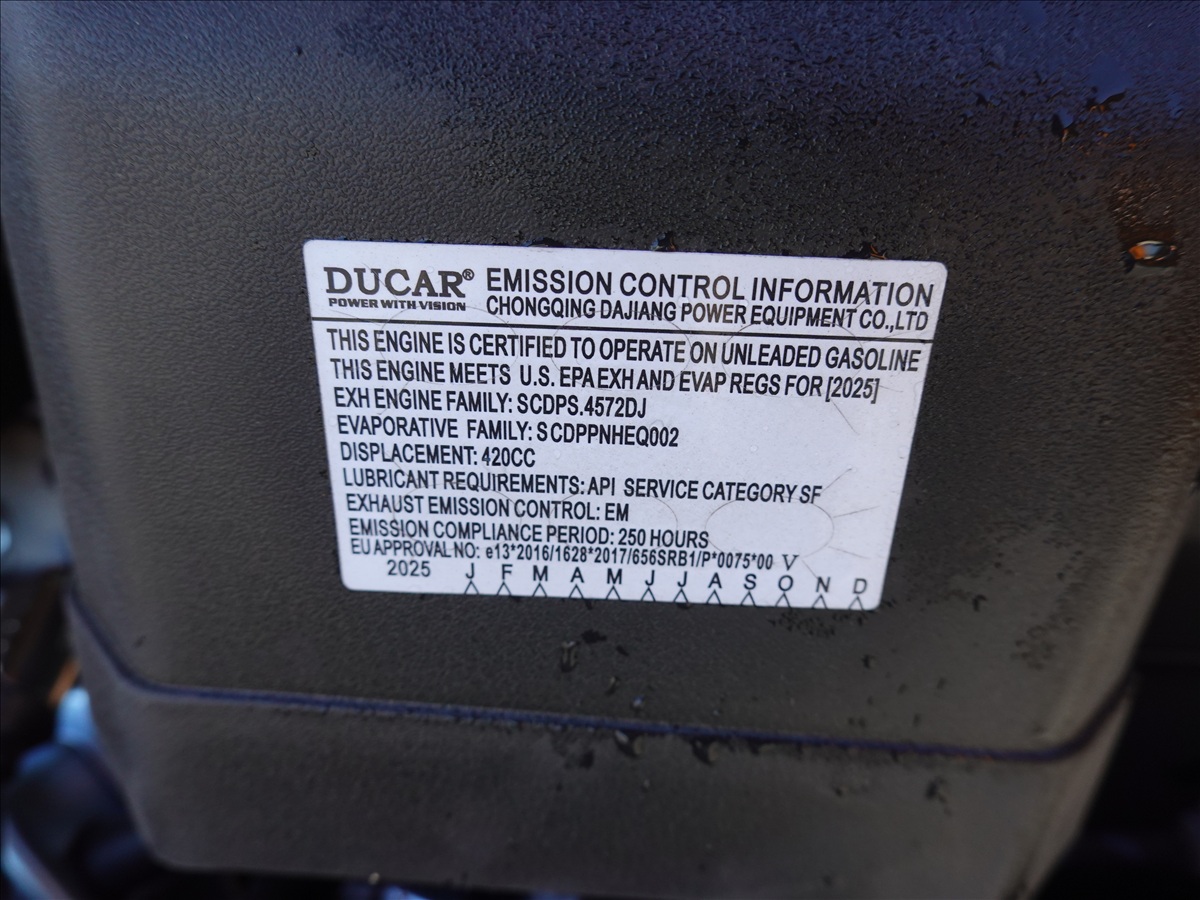 DUCAR® EMISSION CONTROL INFORMATION
POWER WITH VISION CHONGQING DAJIANG POWER EQUIPMENT CO.,LTD
THIS ENGINE IS CERTIFIED TO OPERATE ON UNLEADED GASOLINE
THIS ENGINE MEETS U.S. EPA EXH AND EVAP REGS FOR [2025]
EXH ENGINE FAMILY: SCDPS.4572DJ
EVAPORATIVE FAMILY: SCDPPNHEQ002
DISPLACEMENT: 420CC
LUBRICANT REQUIREMENTS: API SERVICE CATEGORY SF
EXHAUST EMISSION CONTROL: EM
EMISSION COMPLIANCE PERIOD: 250 HOURS
EU APPROVAL NO: e13*2016/1628*2017/656SRB1/P*0075*00 V
2025 J F M A M J J A S O N D